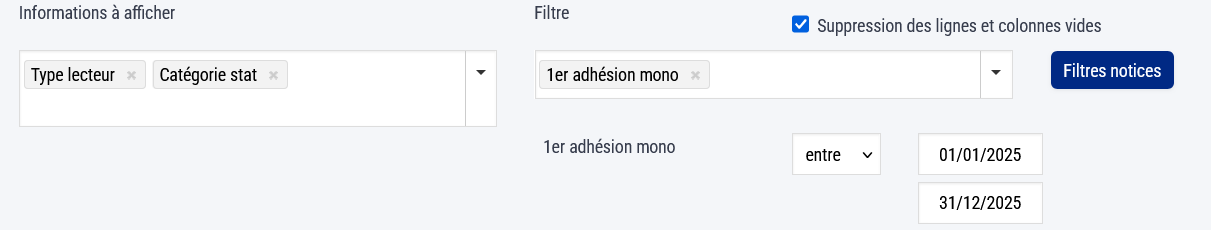 Informations à afficher
Filtre
Suppression des lignes et colonnes vides
Type lecteur × Catégorie stat ×
1er adhésion mono ×
Filtres notices
1er adhésion mono
entre
01/01/2025
31/12/2025